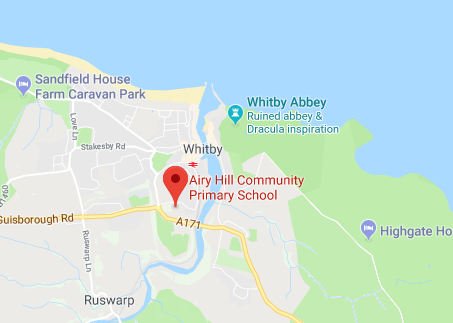 Sandfield House
Farm Caravan Park
Love Ln
Stakesby Rd
Whitby Abbey
Ruined abbey &
Dracula inspiration
Whitby
Airy Hill Community
Primary School
Guisborough Rd
A171
Ruswarp Ln
Highgate Ho
Ruswarp